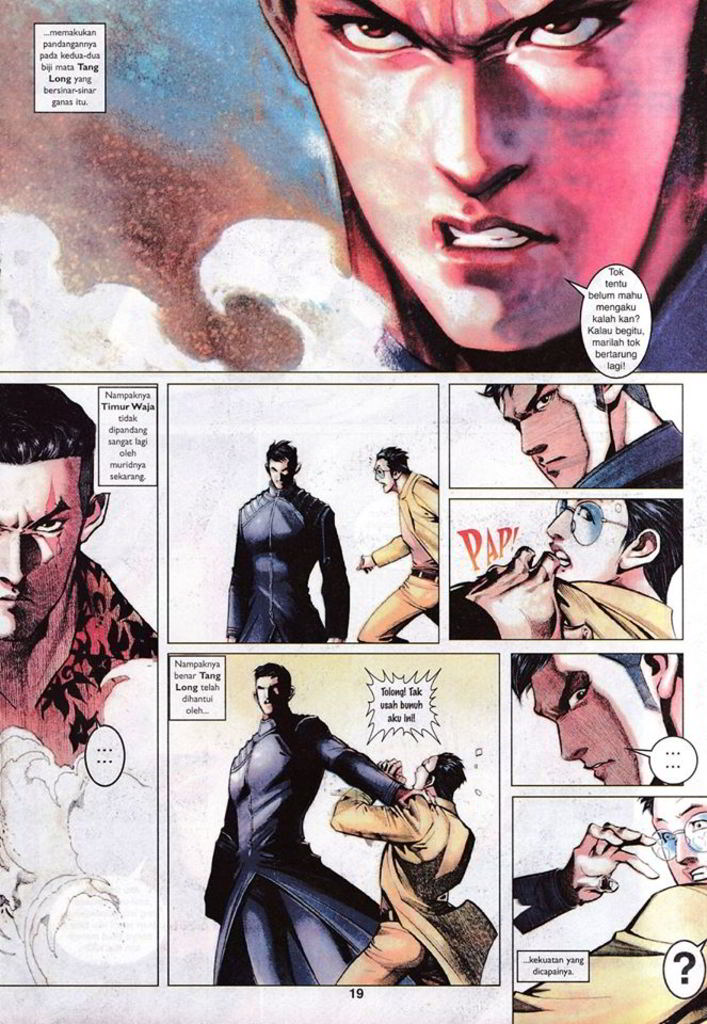 ...memakukan
pandangannya
pada kedua-dua
biji mata Tang
Long yang
bersinar-sinar
ganas itu.
Tok
tentu
belum mahu
mengaku
kalah kan?
Kalau begitu,
marilah tok
bertarung
lagi!
Nampaknya
Timur Waja
tidak
dipandang
sangat lagi
oleh
muridnya
sekarang.
...
...
PAP!
Nampaknya
benar Tang
Long telah
dihantui
oleh...
Tolong! Tak
usah bunuh
aku ini!!
...
...
...kekuatan yang
dicapainya.
?
19